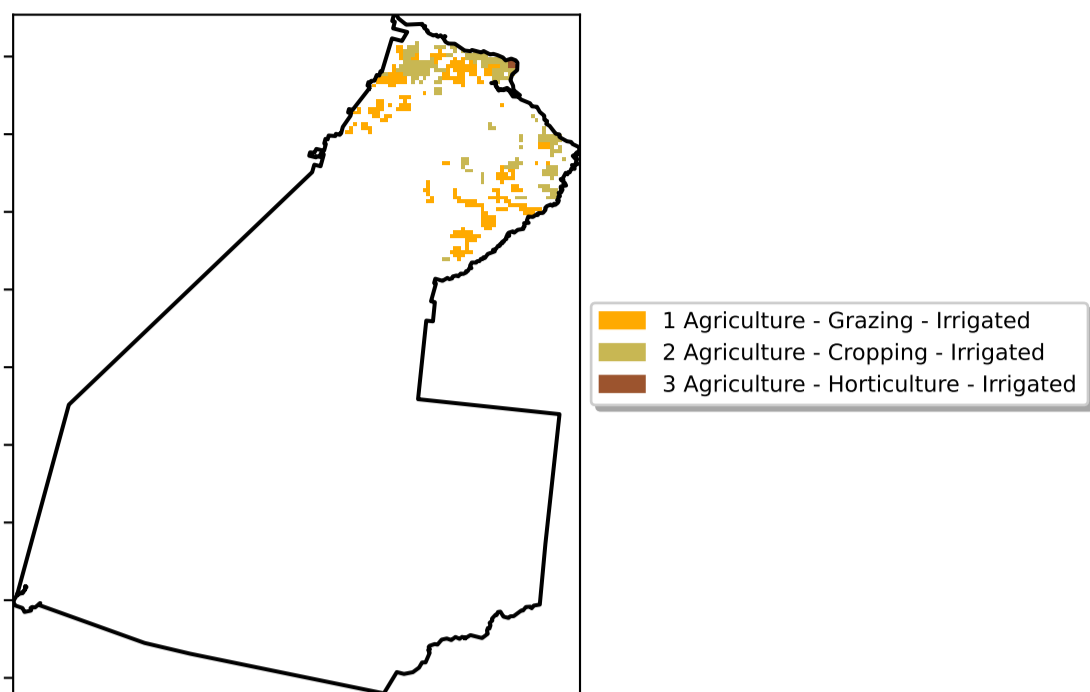 1 Agriculture - Grazing - Irrigated
2 Agriculture - Cropping - Irrigated
3 Agriculture - Horticulture - Irrigated